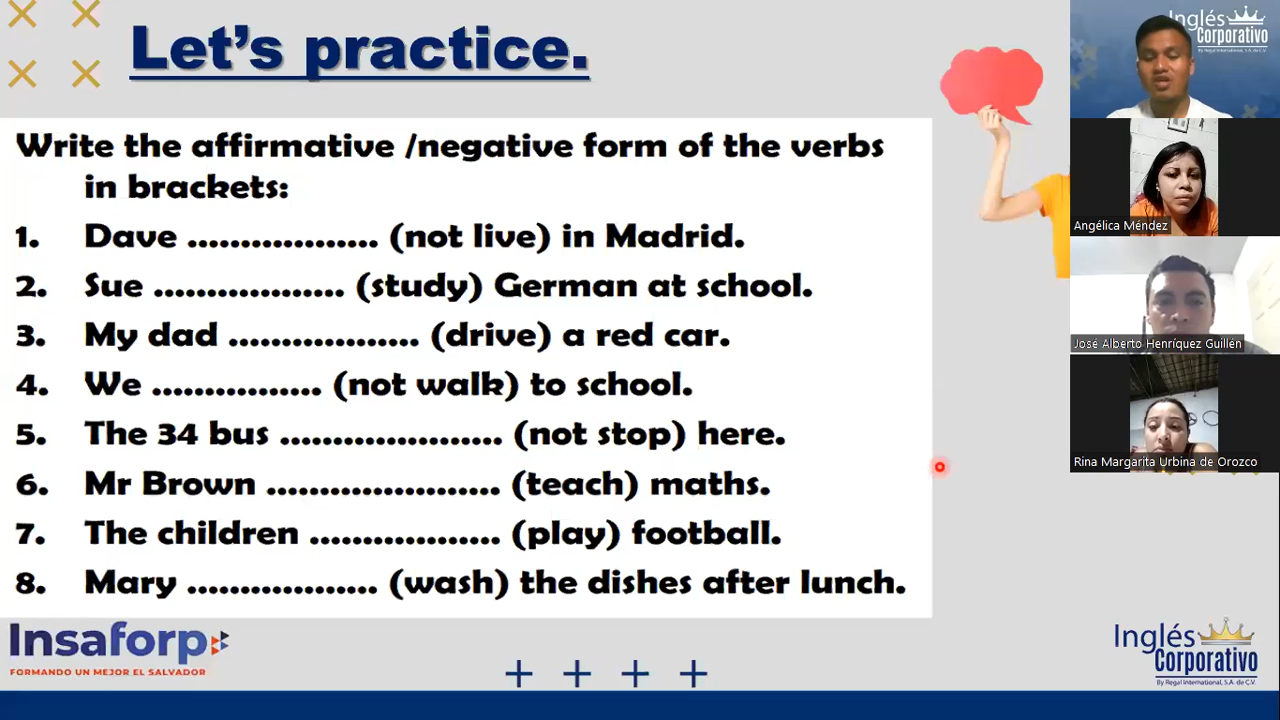 Let's practice.
Write the affirmative /negative form of the verbs
in brackets:
1. Dave .................. (not live) in Madrid.
2. Sue .................. (study) German at school.
3. My dad .................. (drive) a red car.
4. We ................ (not walk) to school.
5. The 34 bus ..................... (not stop) here.
6. Mr Brown ...................... (teach) maths.
7. The children .................. (play) football.
8. Mary .................. (wash) the dishes after lunch.
Insaforp
FORMANDO UN MEJOR EL SALVADOR
Inglés
Corporativo
By Regal International, S.A. de C.V.
Inglés
Corporativo
By Regal International, S.A. de C.V.
Angélica Méndez
José Alberto Henríquez Guillén
Rina Margarita Urbina de Orozco